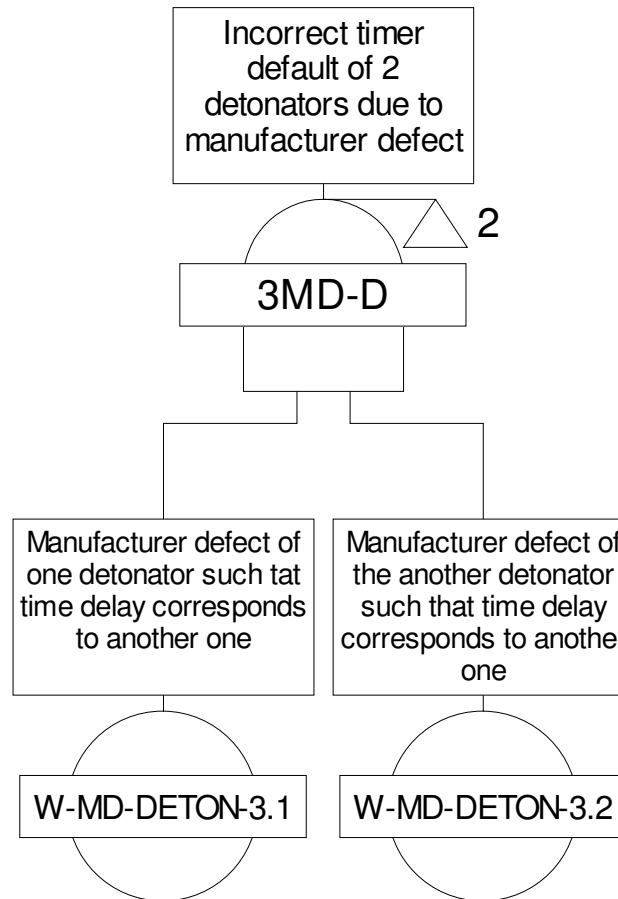 Incorrect timer
default of 2
detonators due to
manufacturer defect
2
3MD-D
Manufacturer defect of
one detonator such tat
time delay corresponds
to another one
Manufacturer defect of
the another detonator
such that time delay
corresponds to another
one
W-MD-DETON-3.1
W-MD-DETON-3.2